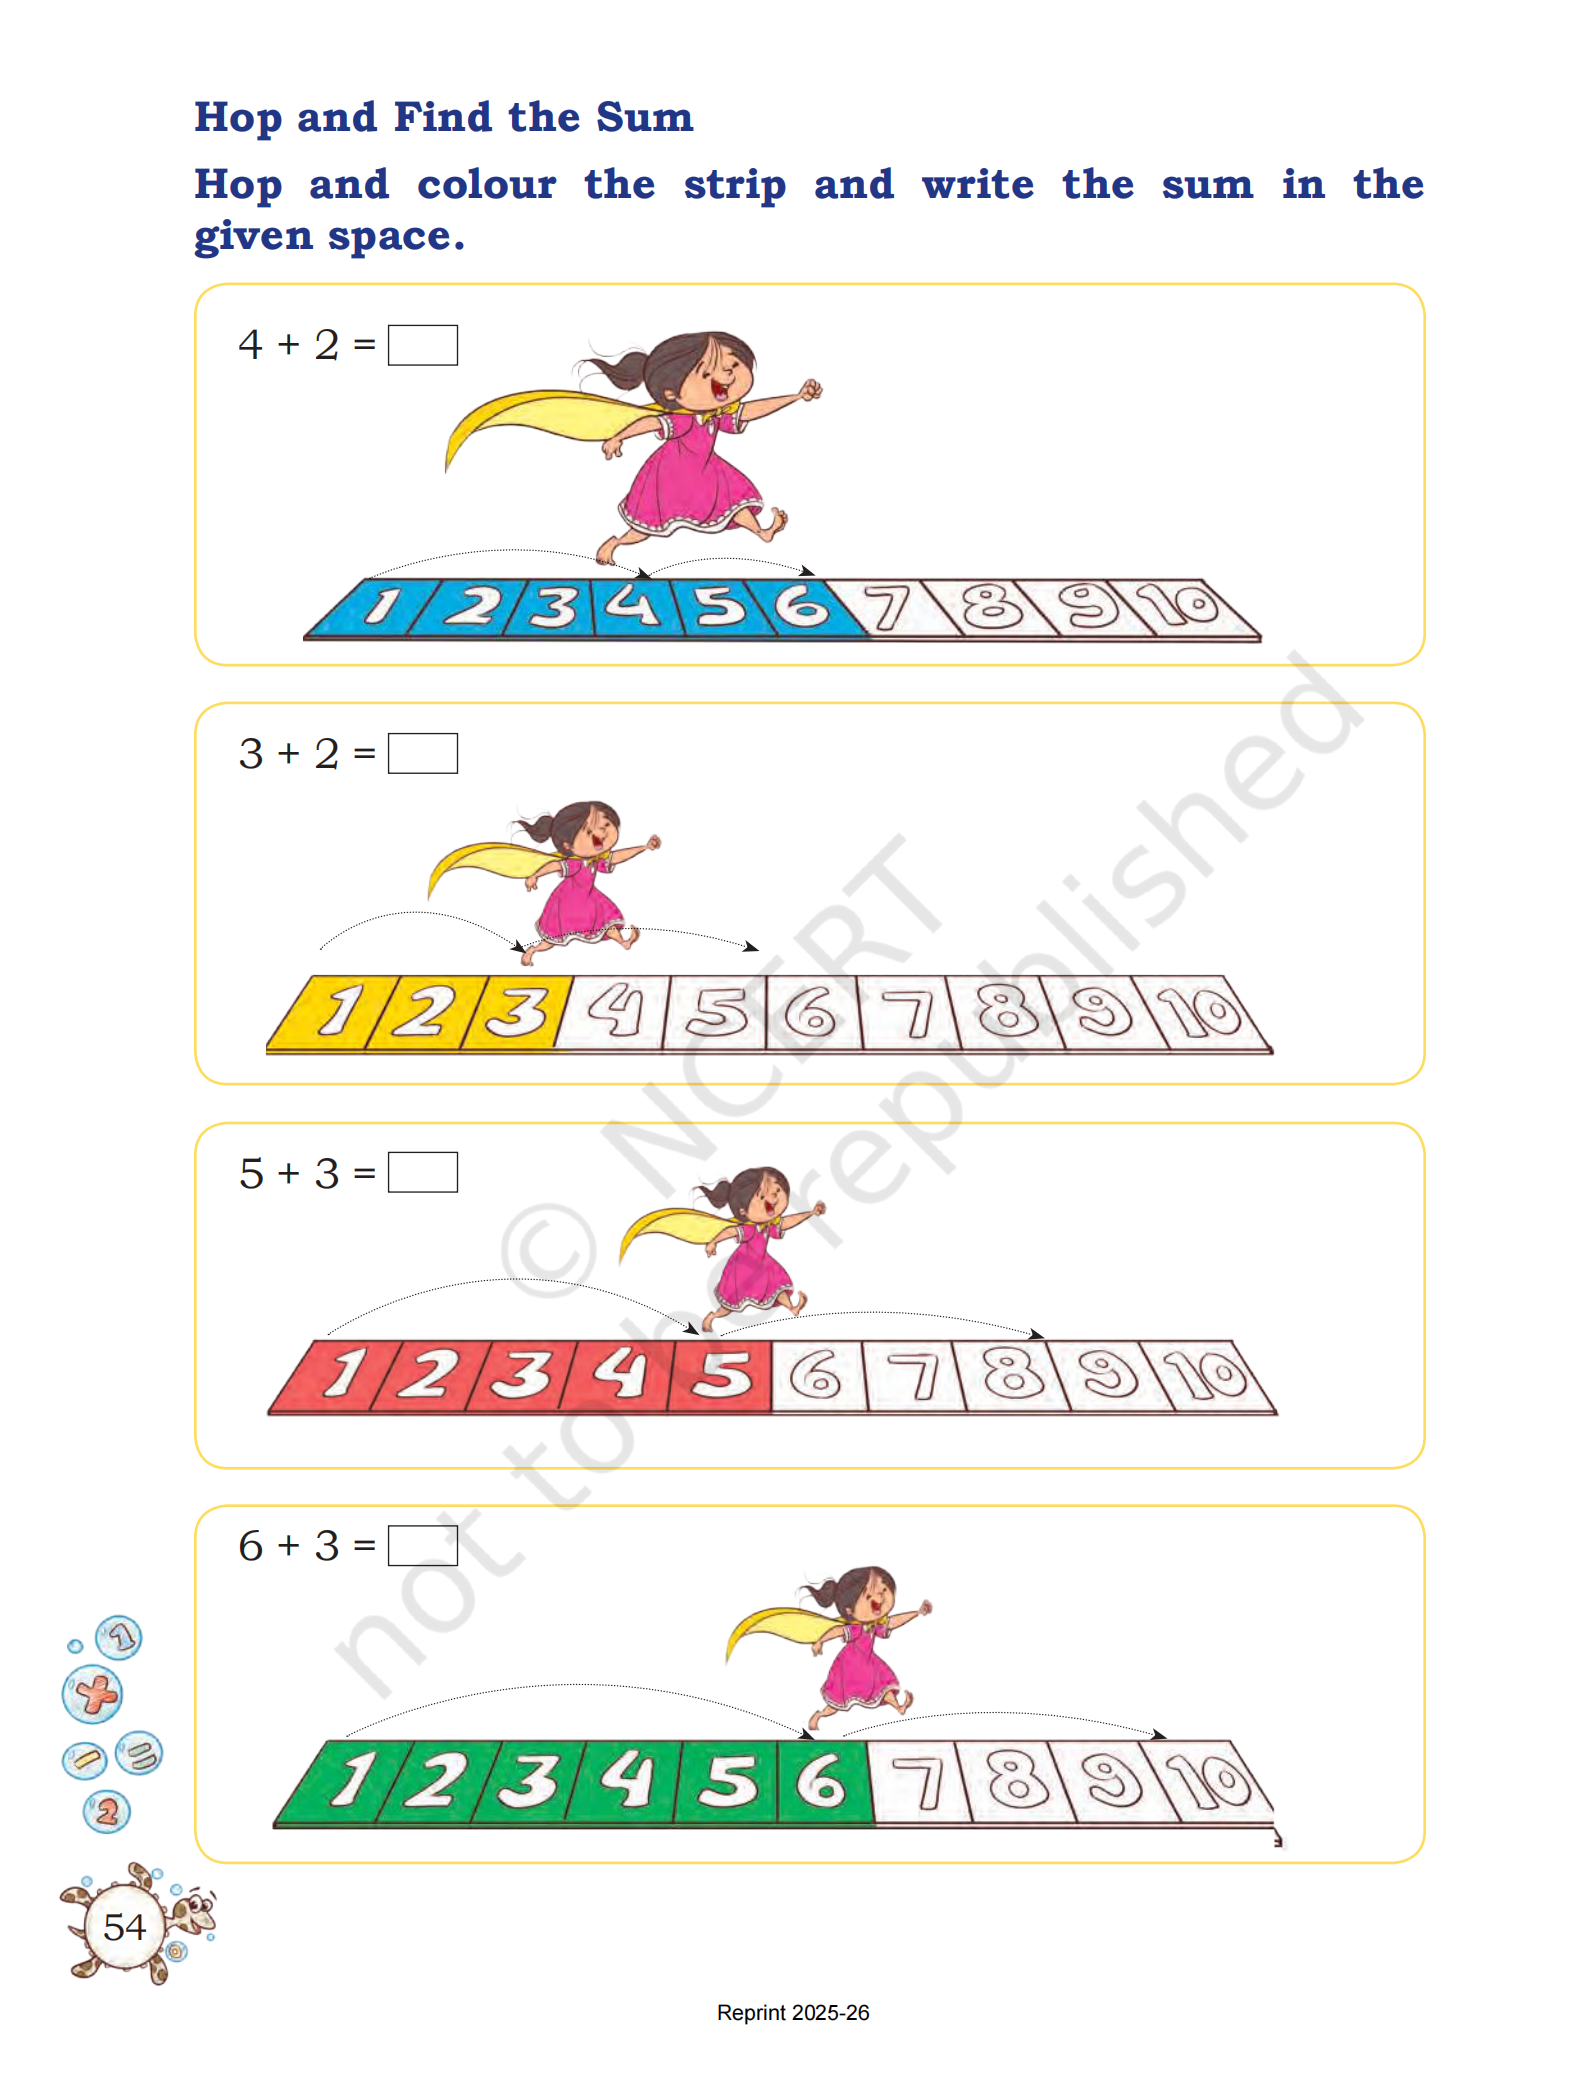 Hop and Find the Sum
Hop and colour the strip and write the sum in the
given space.
4 + 2 =
1 2 3 4 5 6 7 8 9 10
3 + 2 =
1 2 3 4 5 6 7 8 9 10
5 + 3 =
1 2 3 4 5 6 7 8 9 10
6 + 3 =
1 2 3 4 5 6 7 8 9 10
1
+
−
=
2
54
© NCERT
not to be republished
Reprint 2025-26